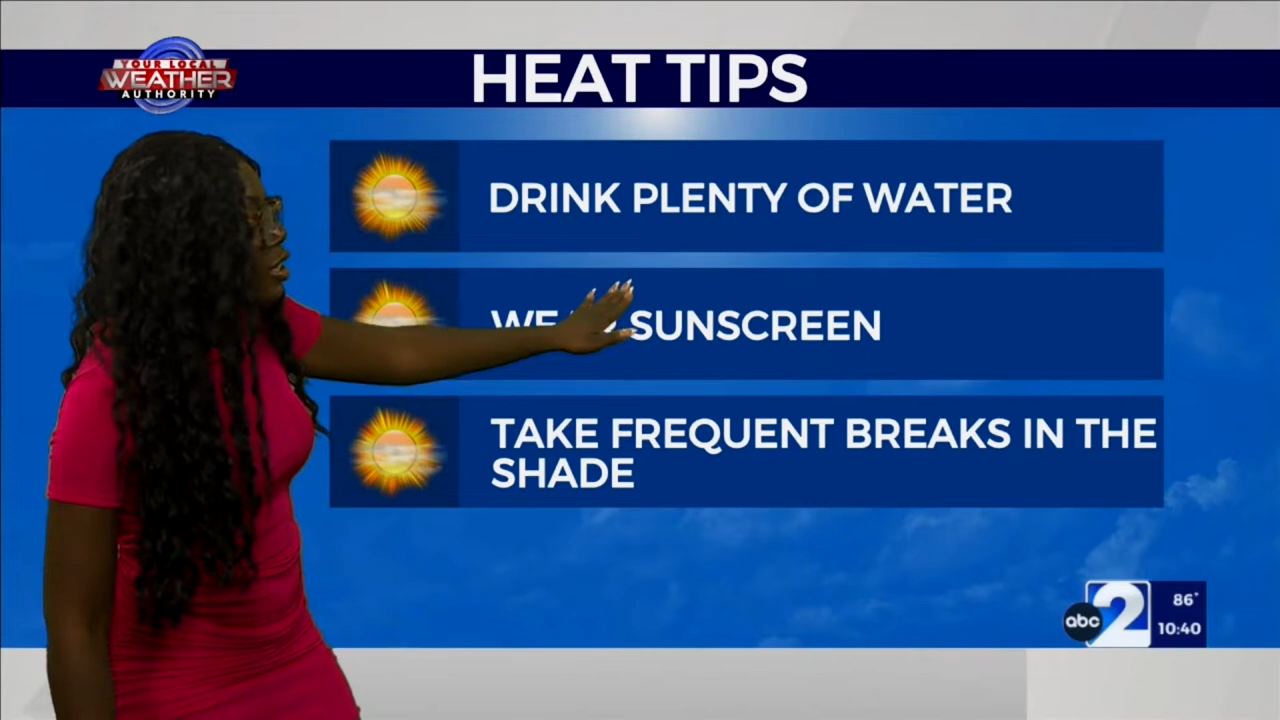 YOUR LOCAL
WEATHER
AUTHORITY
HEAT TIPS
DRINK PLENTY OF WATER
SUNSCREEN
TAKE FREQUENT BREAKS IN THE
SHADE
abc 2
86°
10:40